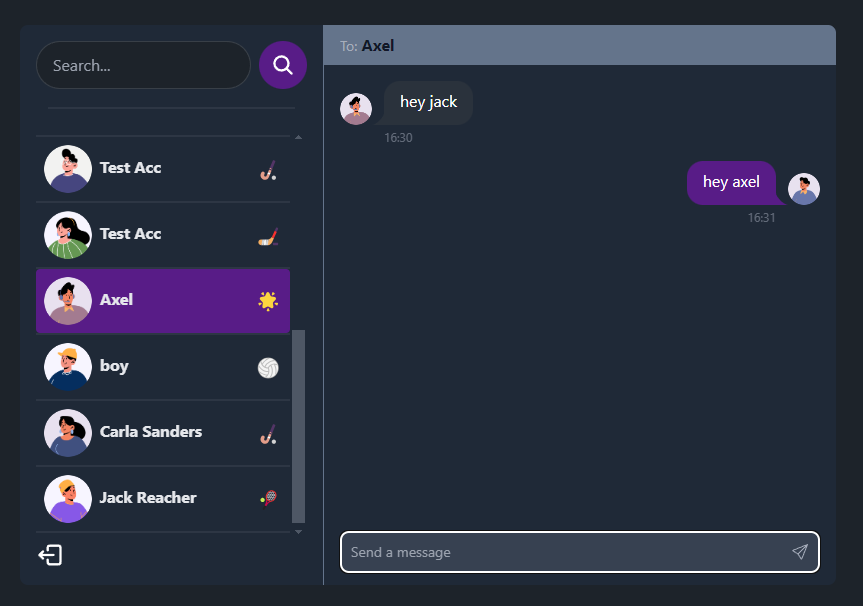 Search...
Test Acc
Test Acc
Axel
boy
Carla Sanders
Jack Reacher
To: Axel
hey jack
16:30
hey axel
16:31
Send a message